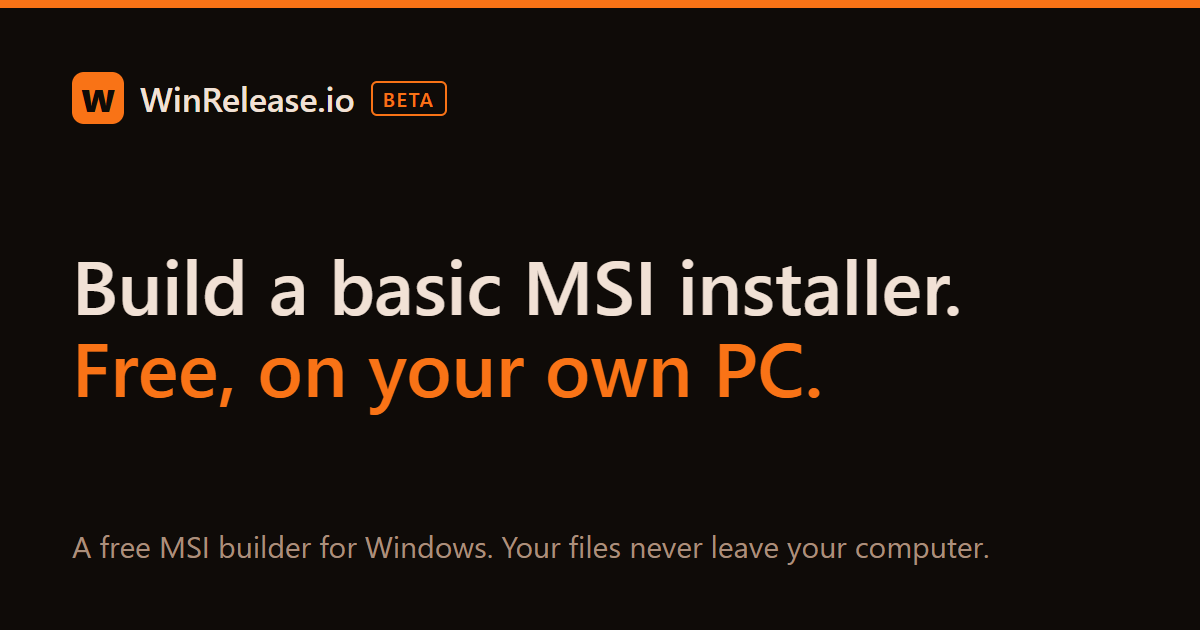 W
WinRelease.io BETA
Build a basic MSI installer.
Free, on your own PC.
A free MSI builder for Windows. Your files never leave your computer.